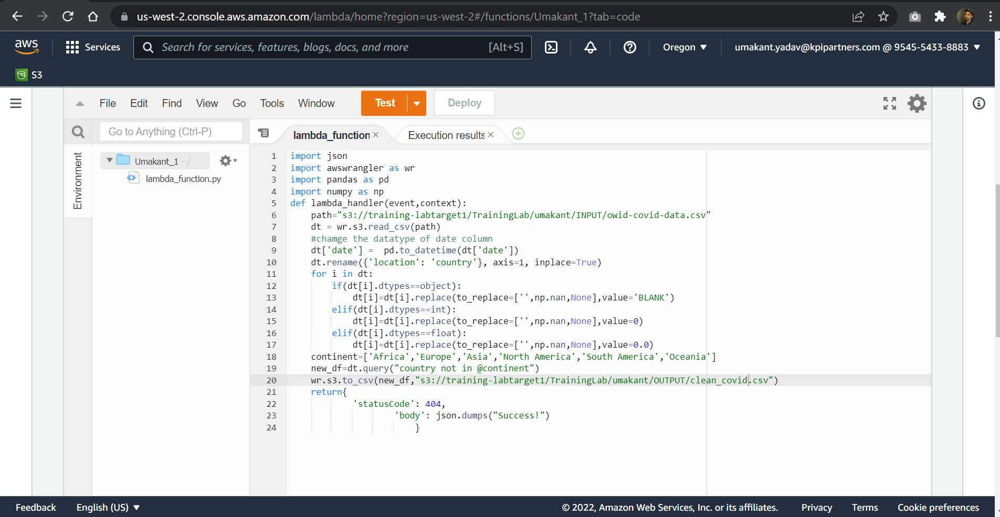 us-west-2.console.aws.amazon.com/lambda/home?region=us-west-2#/functions/Umakant_1?tab=code
aws Services Search for services, features, blogs, docs, and more [Alt+S] Oregon ▼ umakant.yadav@kpipartners.com @ 9545-5433-8883 ▼
S3
File Edit Find View Go Tools Window Test Deploy
Go to Anything (Ctrl-P) lambda_function Execution results
Environment
Umakant_1 - /
lambda_function.py
1 import json
2 import awswrangler as wr
3 import pandas as pd
4 import numpy as np
5 def lambda_handler(event,context):
6     path="s3://training-labtarget1/TrainingLab/umakant/INPUT/owid-covid-data.csv"
7     dt = wr.s3.read_csv(path)
8     #chamge the datatype of date column
9     dt['date'] =  pd.to_datetime(dt['date'])
10     dt.rename({'location': 'country'}, axis=1, inplace=True)
11     for i in dt:
12         if(dt[i].dtypes==object):
13             dt[i]=dt[i].replace(to_replace=['',np.nan,None],value='BLANK')
14         elif(dt[i].dtypes==int):
15             dt[i]=dt[i].replace(to_replace=['',np.nan,None],value=0)
16         elif(dt[i].dtypes==float):
17             dt[i]=dt[i].replace(to_replace=['',np.nan,None],value=0.0)
18     continent=['Africa','Europe','Asia','North America','South America','Oceania']
19     new_df=dt.query("country not in @continent")
20     wr.s3.to_csv(new_df,"s3://training-labtarget1/TrainingLab/umakant/OUTPUT/clean_covid.csv")
21     return{
22             'statusCode': 404,
23                     'body': json.dumps("Success!")
24                         }
Feedback English (US) ▼ © 2022, Amazon Web Services, Inc. or its affiliates. Privacy Terms Cookie preferences